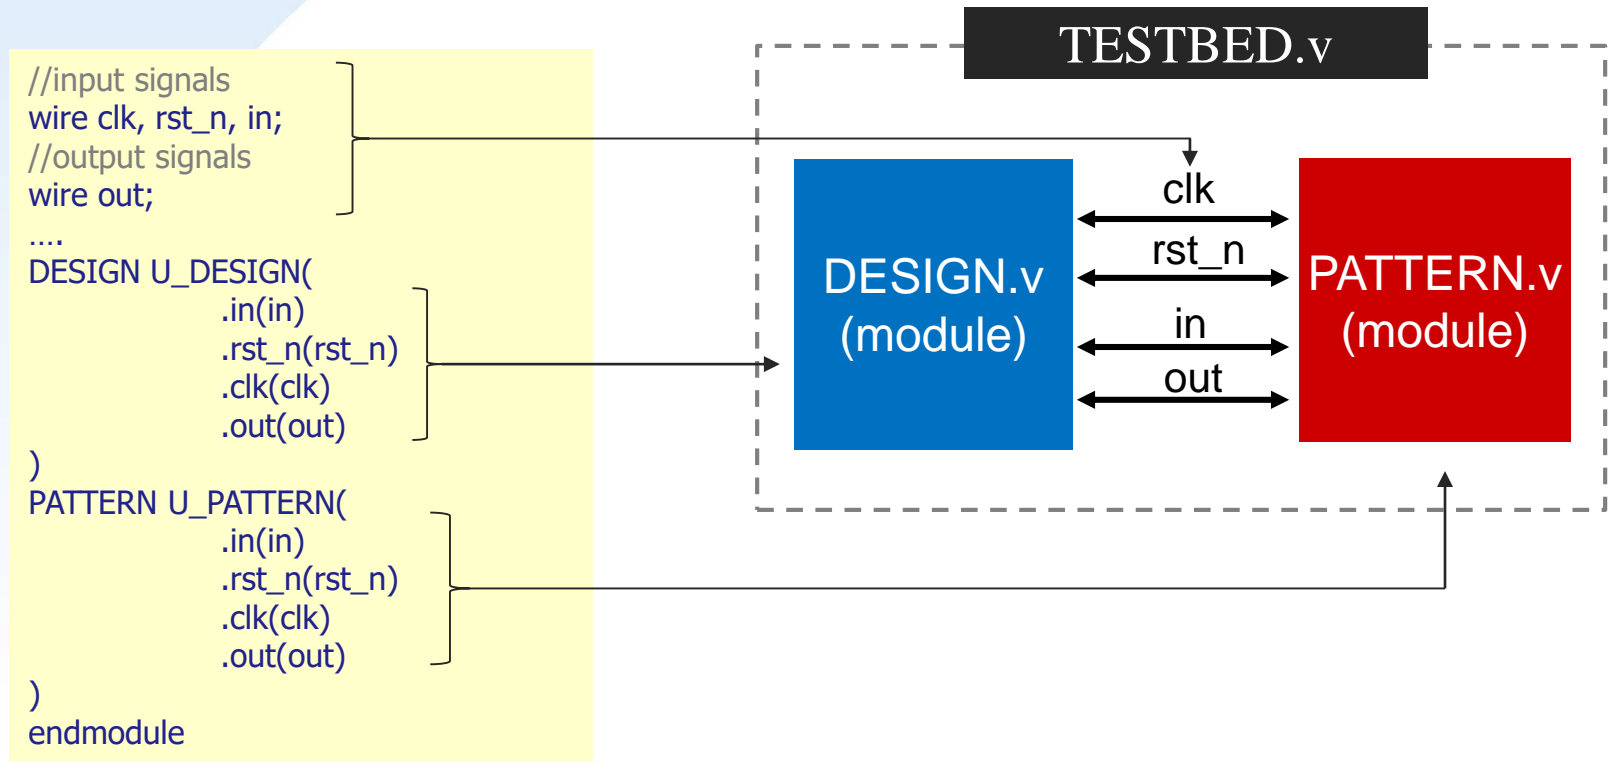 //input signals
wire clk, rst_n, in;
//output signals
wire out;
....
DESIGN U_DESIGN(
.in(in)
.rst_n(rst_n)
.clk(clk)
.out(out)
)
PATTERN U_PATTERN(
.in(in)
.rst_n(rst_n)
.clk(clk)
.out(out)
)
endmodule
TESTBED.v
DESIGN.v
(module)
clk
rst_n
in
out
PATTERN.v
(module)